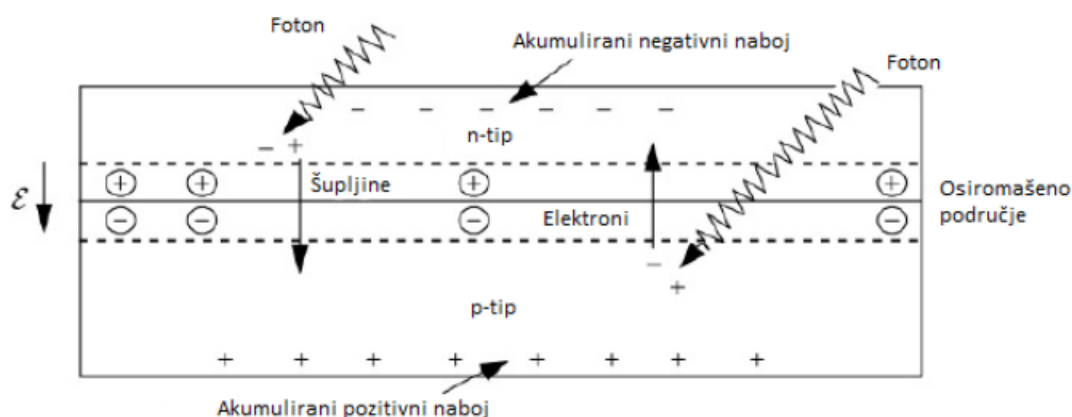 Foton
Akumulirani negativni naboj
Foton
− − − − − −
n-tip
− +
ℰ
+ + + +
Šupljine
Osiromašeno
područje
− − − −
Elektroni
−
+
p-tip
+ + + + + + + +
Akumulirani pozitivni naboj